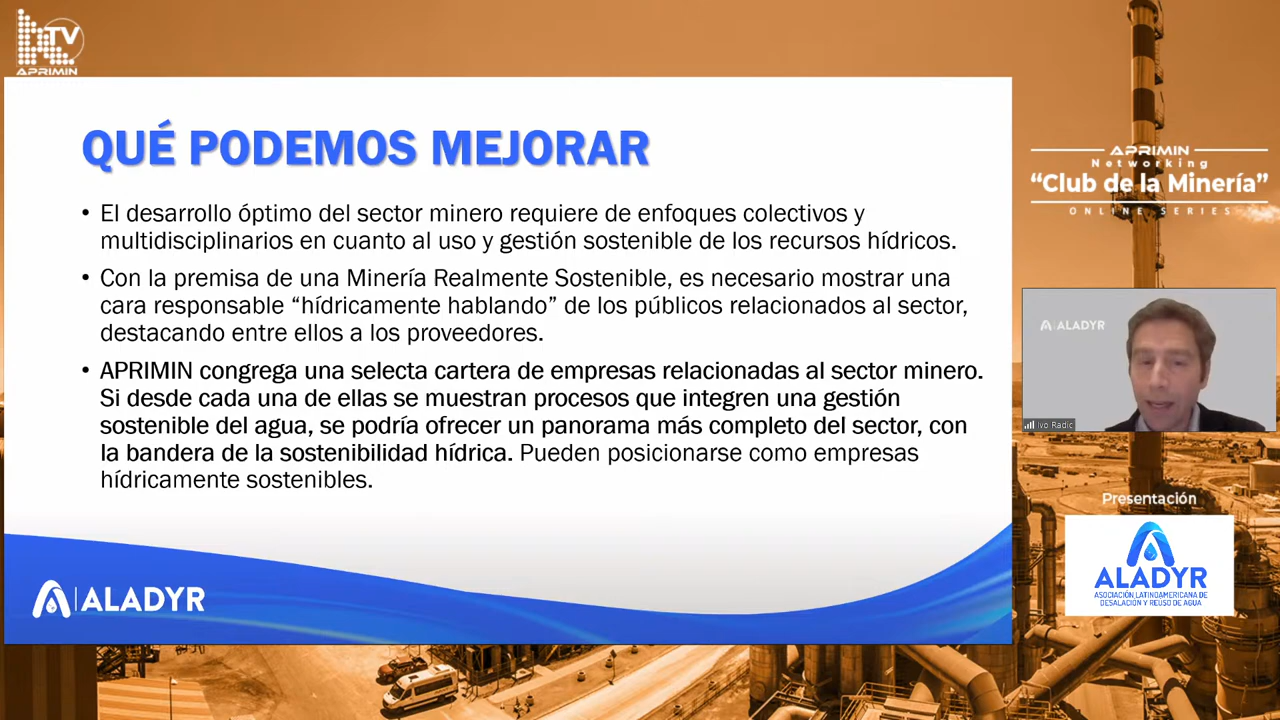 TV
APRIMIN
QUÉ PODEMOS MEJORAR
• El desarrollo óptimo del sector minero requiere de enfoques colectivos y
multidisciplinarios en cuanto al uso y gestión sostenible de los recursos hídricos.
• Con la premisa de una Minería Realmente Sostenible, es necesario mostrar una
cara responsable “hídricamente hablando” de los públicos relacionados al sector,
destacando entre ellos a los proveedores.
• APRIMIN congrega una selecta cartera de empresas relacionadas al sector minero.
Si desde cada una de ellas se muestran procesos que integren una gestión
sostenible del agua, se podría ofrecer un panorama más completo del sector, con
la bandera de la sostenibilidad hídrica. Pueden posicionarse como empresas
hídricamente sostenibles.
ALADYR
APRIMIN
Networking
“Club de la Minería”
ONLINE SERIES
ALADYR
Ivo Radic
Presentación
ALADYR
ASOCIACIÓN LATINOAMERICANA DE
DESALACIÓN Y REÚSO DE AGUA